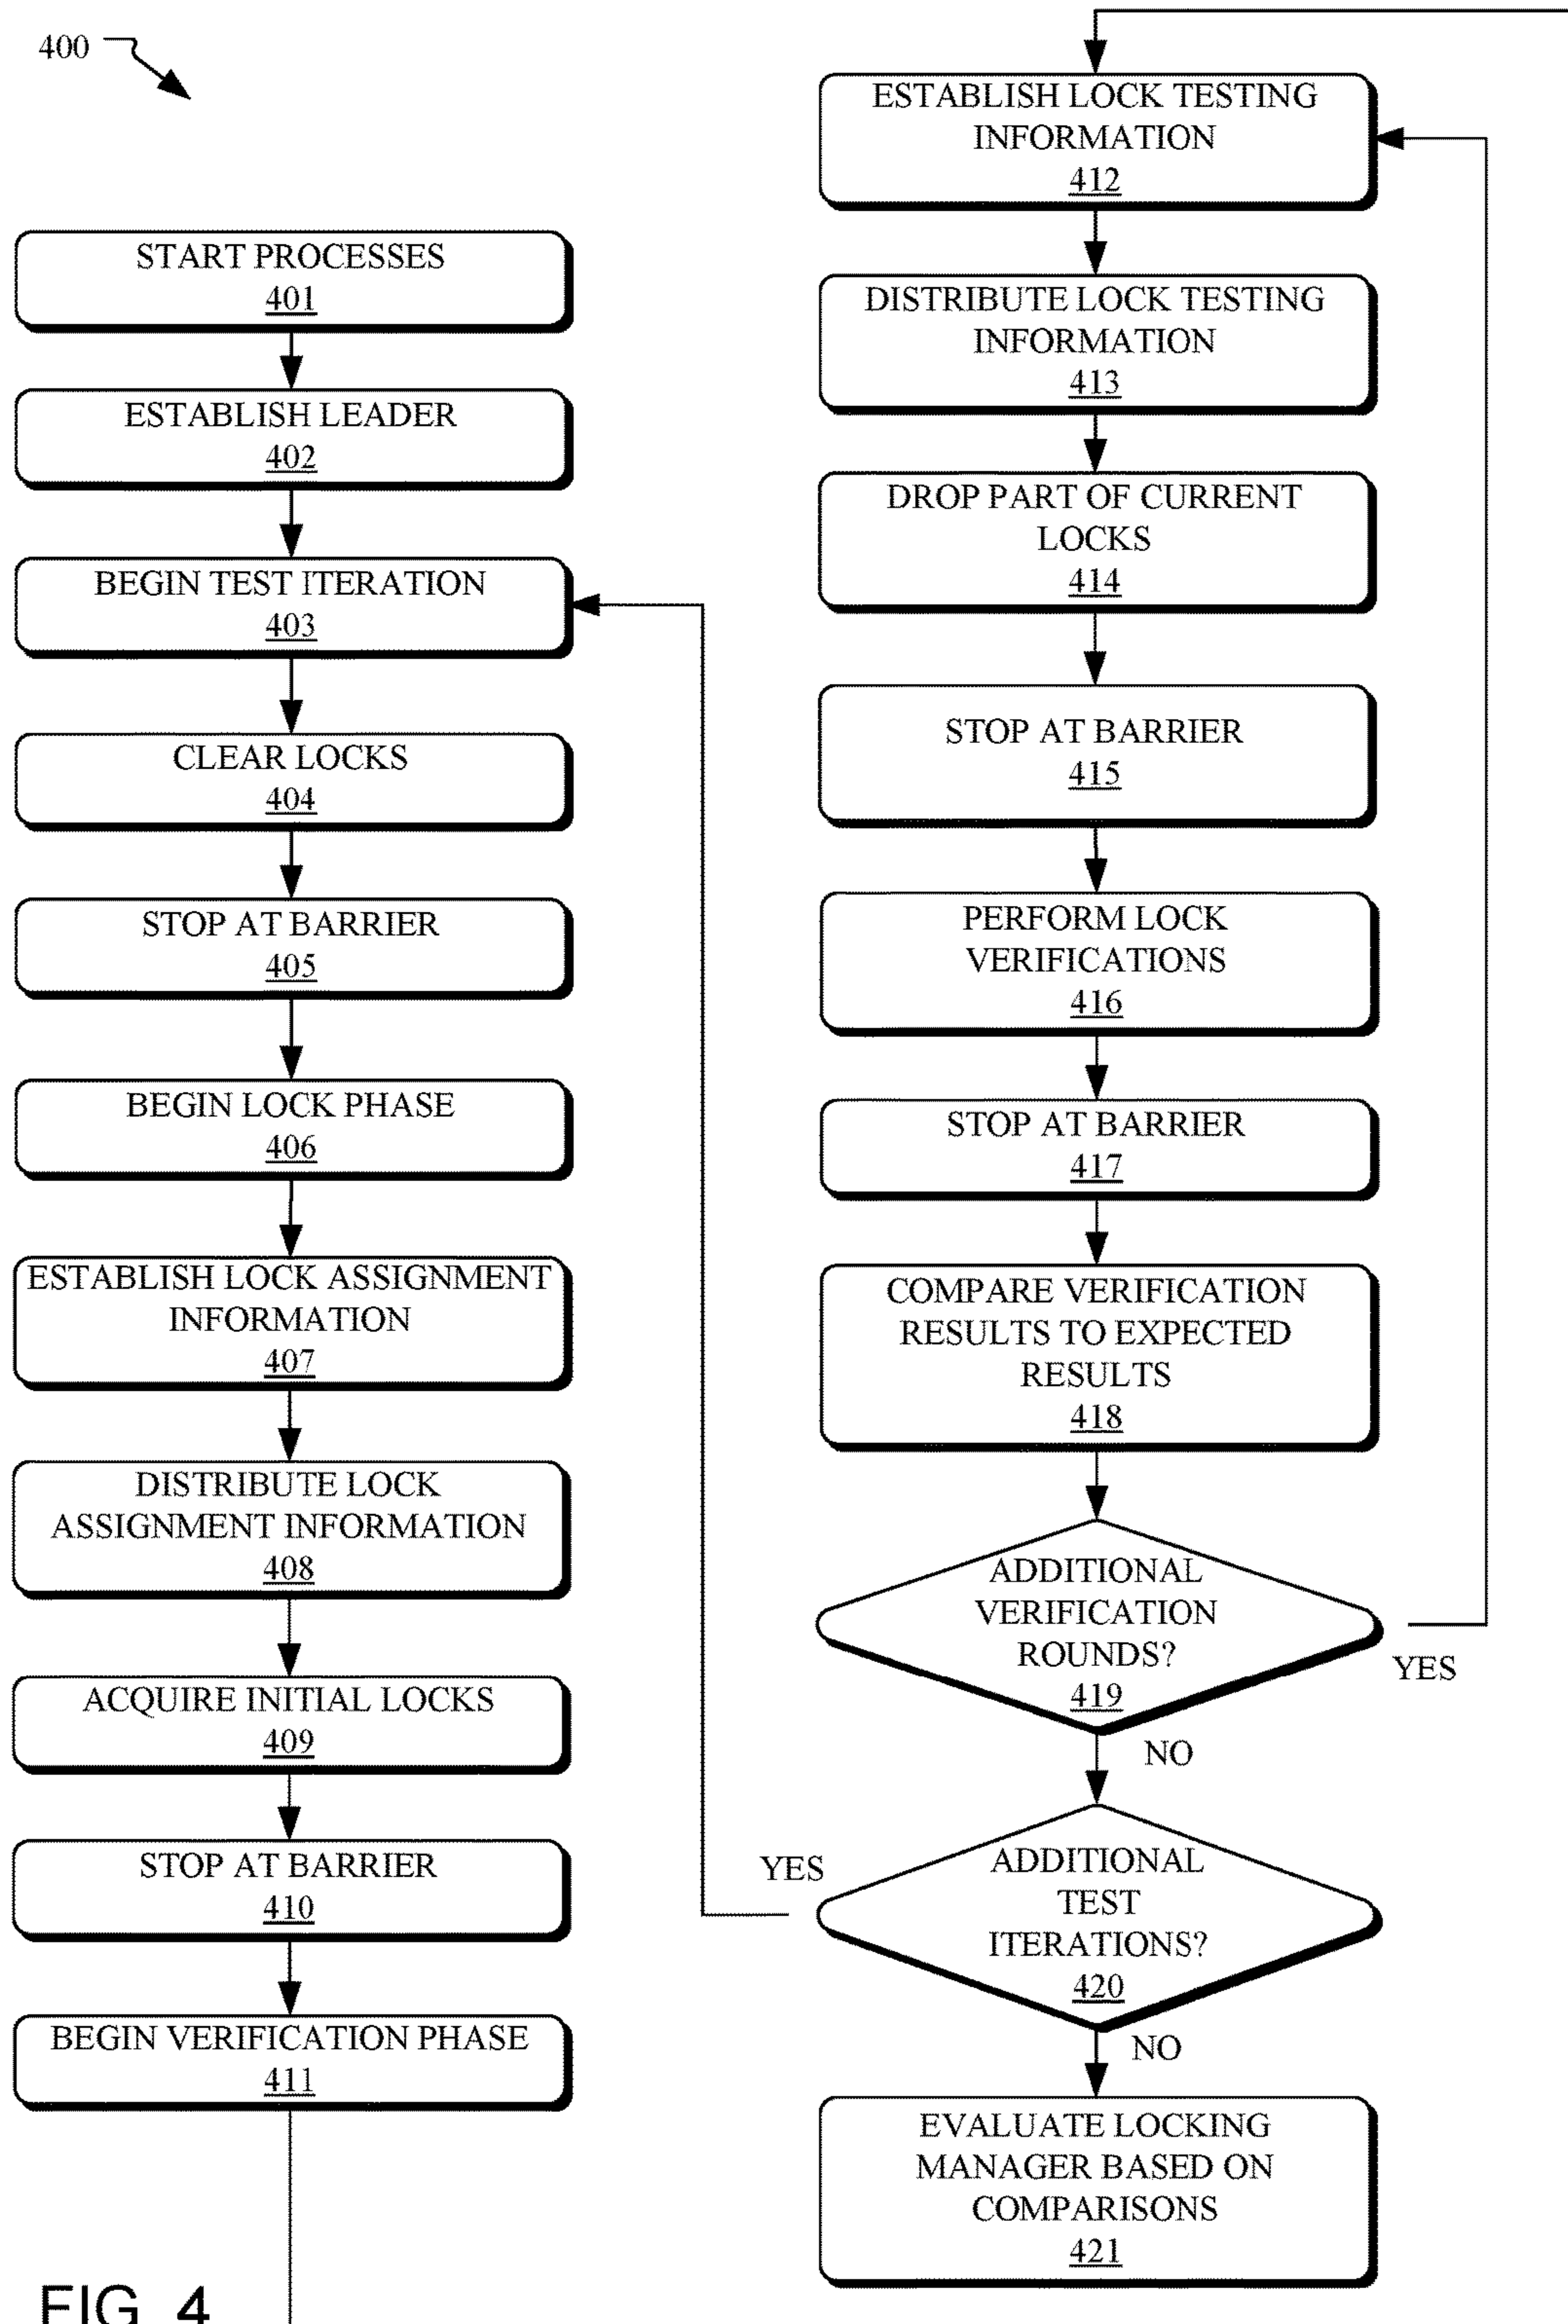 400
START PROCESSES
401
ESTABLISH LEADER
402
BEGIN TEST ITERATION
403
CLEAR LOCKS
404
STOP AT BARRIER
405
BEGIN LOCK PHASE
406
ESTABLISH LOCK ASSIGNMENT
INFORMATION
407
DISTRIBUTE LOCK
ASSIGNMENT INFORMATION
408
ACQUIRE INITIAL LOCKS
409
STOP AT BARRIER
410
BEGIN VERIFICATION PHASE
411
ESTABLISH LOCK TESTING
INFORMATION
412
DISTRIBUTE LOCK TESTING
INFORMATION
413
DROP PART OF CURRENT
LOCKS
414
STOP AT BARRIER
415
PERFORM LOCK
VERIFICATIONS
416
STOP AT BARRIER
417
COMPARE VERIFICATION
RESULTS TO EXPECTED
RESULTS
418
ADDITIONAL
VERIFICATION
ROUNDS?
419
YES
NO
ADDITIONAL
TEST
ITERATIONS?
420
YES
NO
EVALUATE LOCKING
MANAGER BASED ON
COMPARISONS
421
FIG. 4